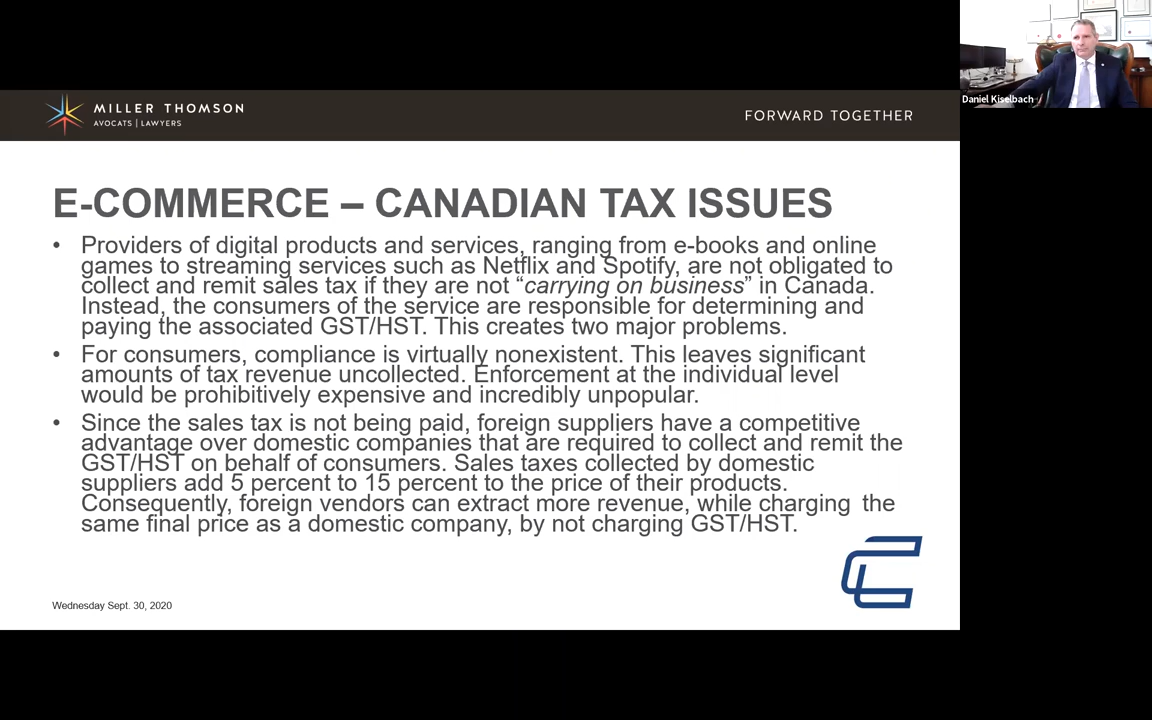 MILLER THOMSON
AVOCATS | LAWYERS
FORWARD TOGETHER
Daniel Kiselbach
E-COMMERCE – CANADIAN TAX ISSUES
• Providers of digital products and services, ranging from e-books and online
games to streaming services such as Netflix and Spotify, are not obligated to
collect and remit sales tax if they are not “carrying on business” in Canada.
Instead, the consumers of the service are responsible for determining and
paying the associated GST/HST. This creates two major problems.
• For consumers, compliance is virtually nonexistent. This leaves significant
amounts of tax revenue uncollected. Enforcement at the individual level
would be prohibitively expensive and incredibly unpopular.
• Since the sales tax is not being paid, foreign suppliers have a competitive
advantage over domestic companies that are required to collect and remit the
GST/HST on behalf of consumers. Sales taxes collected by domestic
suppliers add 5 percent to 15 percent to the price of their products.
Consequently, foreign vendors can extract more revenue, while charging the
same final price as a domestic company, by not charging GST/HST.
Wednesday Sept. 30, 2020